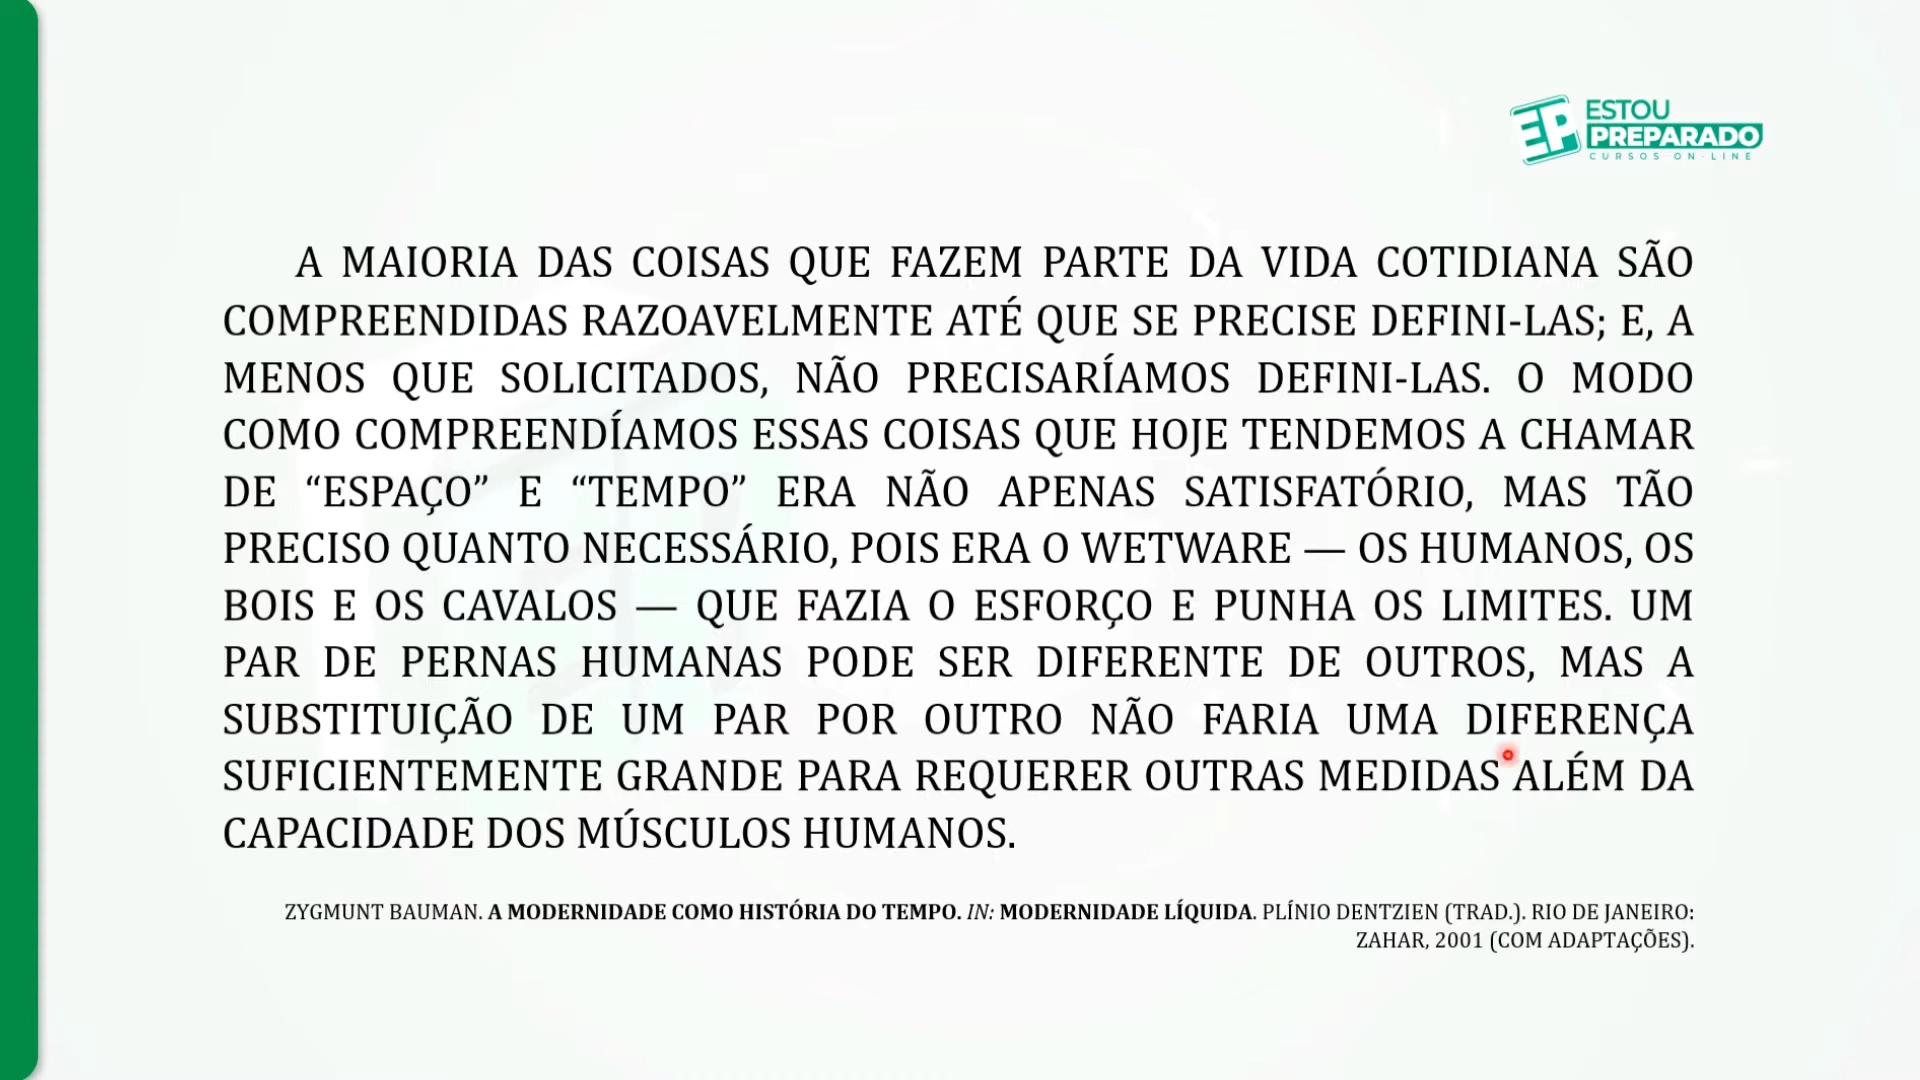 ESTOU
EP PREPARADO
CURSOS ON-LINE
A MAIORIA DAS COISAS QUE FAZEM PARTE DA VIDA COTIDIANA SÃO
COMPREENDIDAS RAZOAVELMENTE ATÉ QUE SE PRECISE DEFINI-LAS; E, A
MENOS QUE SOLICITADOS, NÃO PRECISARÍAMOS DEFINI-LAS. O MODO
COMO COMPREENDÍAMOS ESSAS COISAS QUE HOJE TENDEMOS A CHAMAR
DE “ESPAÇO” E “TEMPO” ERA NÃO APENAS SATISFATÓRIO, MAS TÃO
PRECISO QUANTO NECESSÁRIO, POIS ERA O WETWARE — OS HUMANOS, OS
BOIS E OS CAVALOS — QUE FAZIA O ESFORÇO E PUNHA OS LIMITES. UM
PAR DE PERNAS HUMANAS PODE SER DIFERENTE DE OUTROS, MAS A
SUBSTITUIÇÃO DE UM PAR POR OUTRO NÃO FARIA UMA DIFERENÇA
SUFICIENTEMENTE GRANDE PARA REQUERER OUTRAS MEDIDAS ALÉM DA
CAPACIDADE DOS MÚSCULOS HUMANOS.
ZYGMUNT BAUMAN. A MODERNIDADE COMO HISTÓRIA DO TEMPO. IN: MODERNIDADE LÍQUIDA. PLÍNIO DENTZIEN (TRAD.). RIO DE JANEIRO:
ZAHAR, 2001 (COM ADAPTAÇÕES).